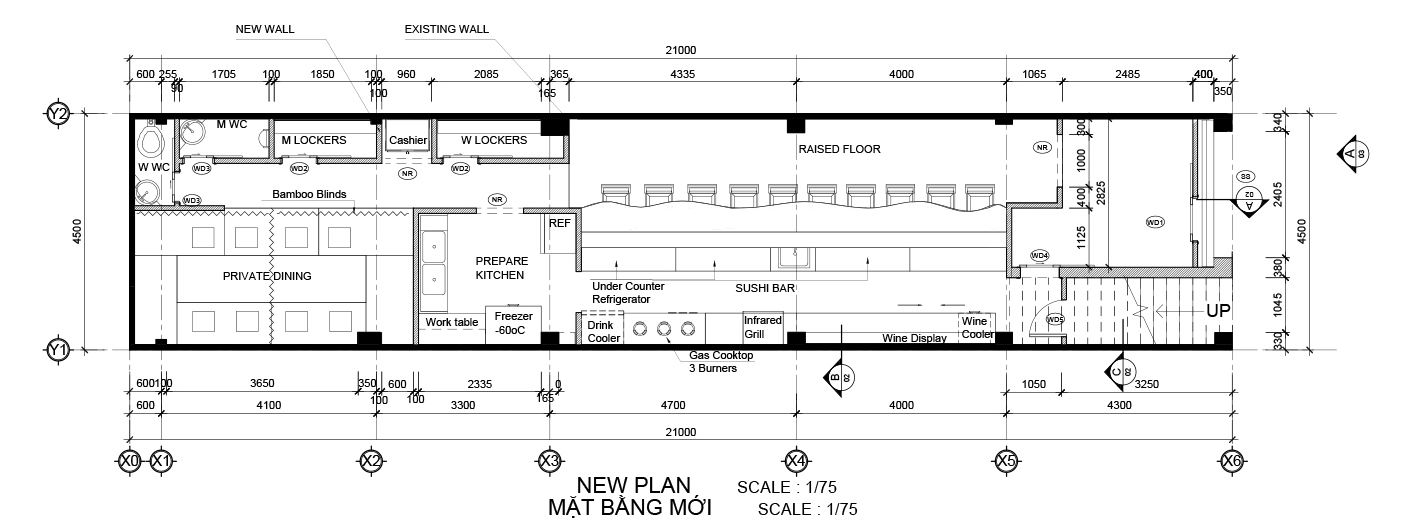 NEW WALL
EXISTING WALL
21000
600 255 90 1705 100 1850 100 100 960 2085 165 365 4335 4000 1065 2485 400 350
Y2
M WC
M LOCKERS
Cashier
W LOCKERS
RAISED FLOOR
W WC
WD3
WD2
NR
WD2
NR
WD3
Bamboo Blinds
NR
REF
300
1000
400
1125
2825
WD1
SS
A
02
340
2405
380
1045
330
4500
A
03
4500
PRIVATE DINING
PREPARE
KITCHEN
Under Counter
Refrigerator
SUSHI BAR
WD4
Work table
Freezer
-60oC
Drink
Cooler
Infrared
Grill
Wine
Cooler
Wine Display
WD5
UP
Y1
Gas Cooktop
3 Burners
B
02
C
02
600 100 3650 350 100 600 100 2335 165 0 1050 3250
600 4100 3300 4700 4000 4300
21000
X0 X1 X2 X3 X4 X5 X6
NEW PLAN SCALE : 1/75
MẶT BẰNG MỚI SCALE : 1/75